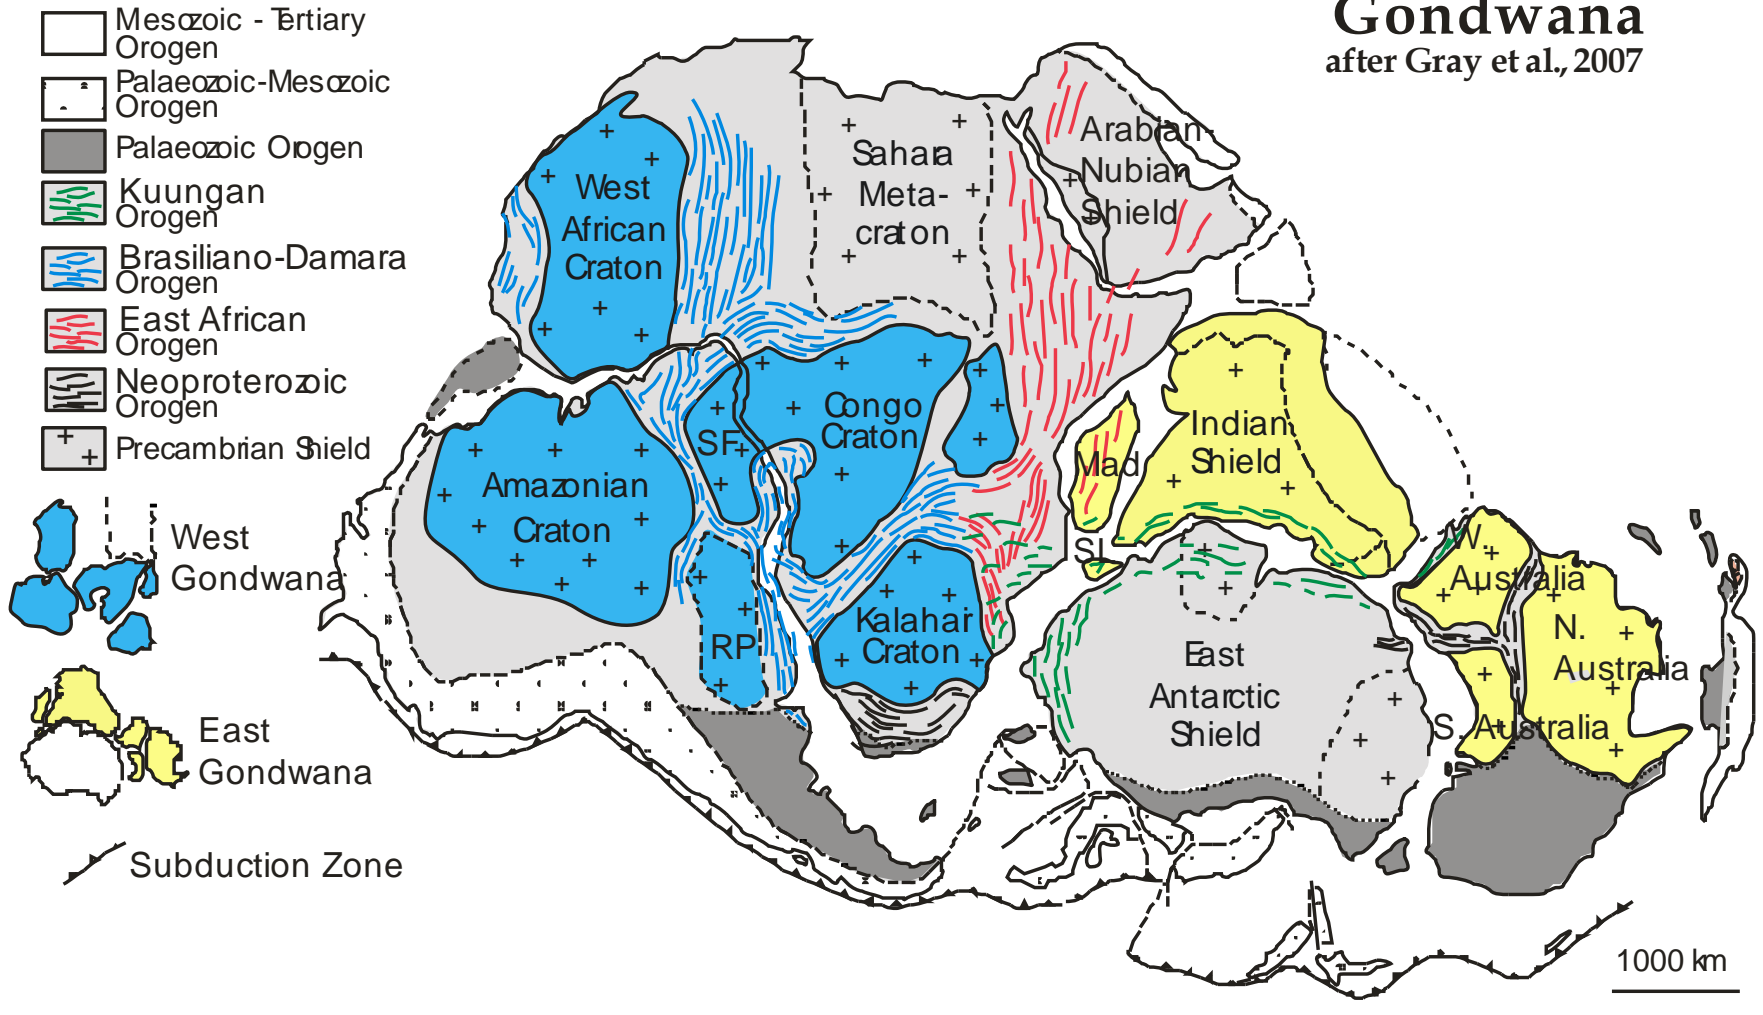 Gondwana
after Gray et al., 2007
Mesozoic - Tertiary
Orogen
Palaeozoic-Mesozoic
Orogen
Palaeozoic Orogen
Kuungan
Orogen
Brasiliano-Damara
Orogen
East African
Orogen
Neoproterozoic
Orogen
Precambrian Shield
West
Gondwana
East
Gondwana
Subduction Zone
West
African
Craton
Sahara
Meta-
craton
Arabian-
Nubian
Shield
Congo
Craton
SF
Amazonian
Craton
RP
Kalahari
Craton
Mad
Indian
Shield
SL
East
Antarctic
Shield
W.
Australia
N.
Australia
S. Australia
1000 km